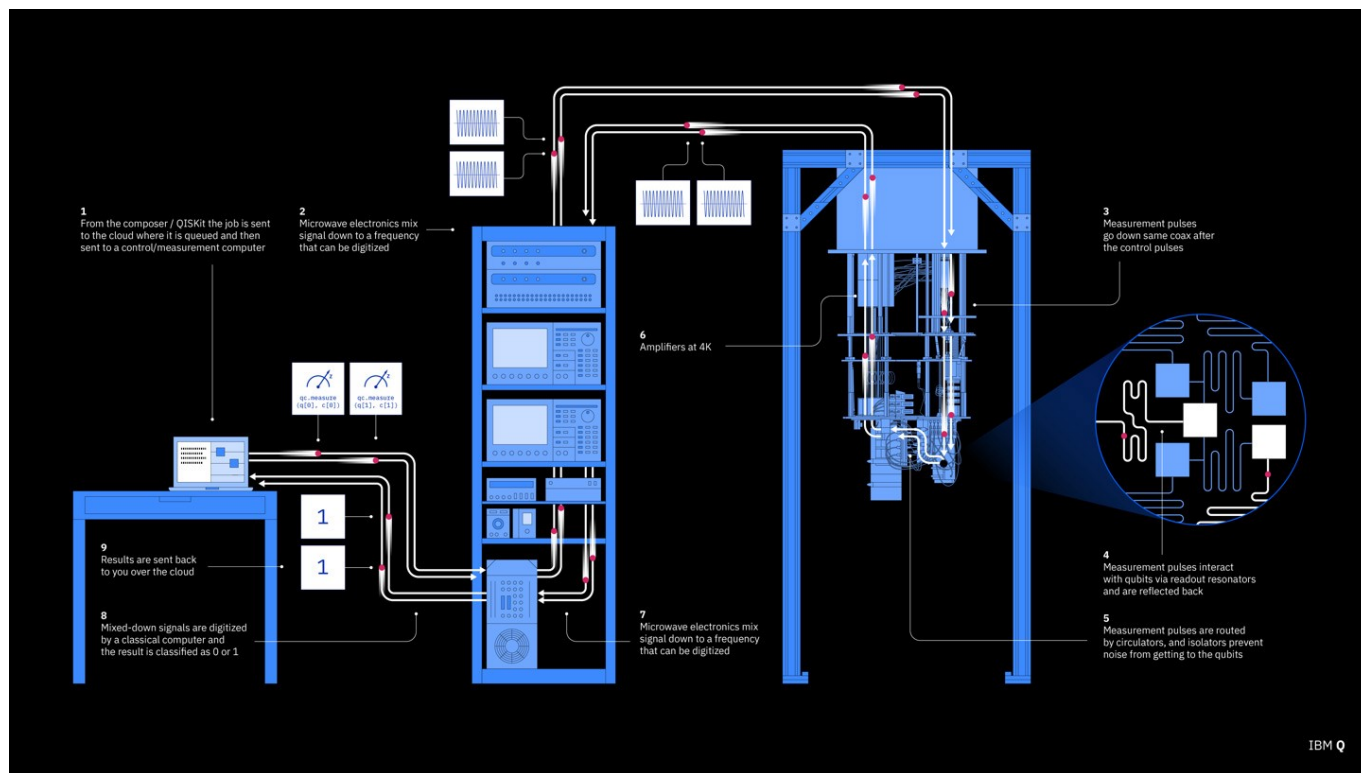 1
From the composer / QISKit the job is sent
to the cloud where it is queued and then
sent to a control/measurement computer
2
Microwave electronics mix
signal down to a frequency
that can be digitized
3
Measurement pulses
go down same coax after
the control pulses
6
Amplifiers at 4K
qc.measure
(q[0], c[0])
qc.measure
(q[1], c[1])
1
1
9
Results are sent back
to you over the cloud
8
Mixed-down signals are digitized
by a classical computer and
the result is classified as 0 or 1
7
Microwave electronics mix
signal down to a frequency
that can be digitized
4
Measurement pulses interact
with qubits via readout resonators
and are reflected back
5
Measurement pulses are routed
by circulators, and isolators prevent
noise from getting to the qubits
IBM Q